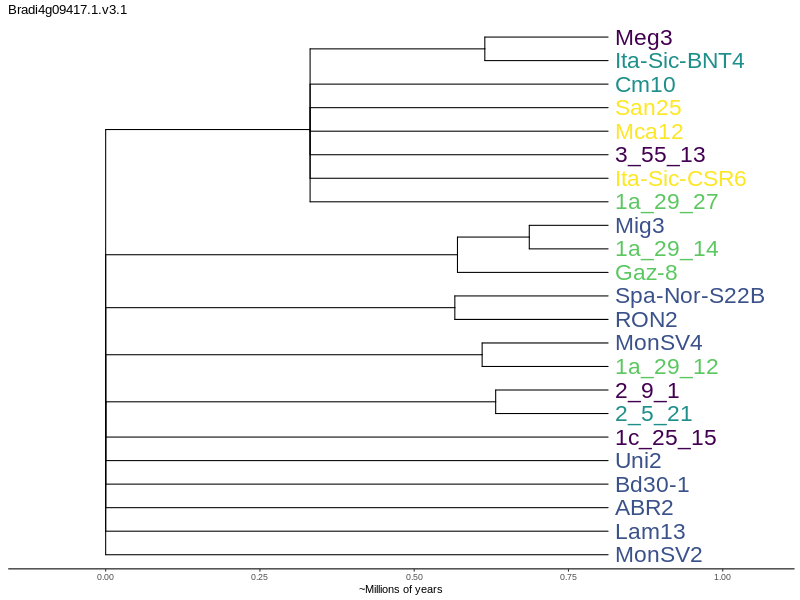 Bradi4g09417.1.v3.1
Meg3
Ita-Sic-BNT4
Cm10
San25
Mca12
3_55_13
Ita-Sic-CSR6
1a_29_27
Mig3
1a_29_14
Gaz-8
Spa-Nor-S22B
RON2
MonSV4
1a_29_12
2_9_1
2_5_21
1c_25_15
Uni2
Bd30-1
ABR2
Lam13
MonSV2
0.00 0.25 0.50 0.75 1.00
~Millions of years